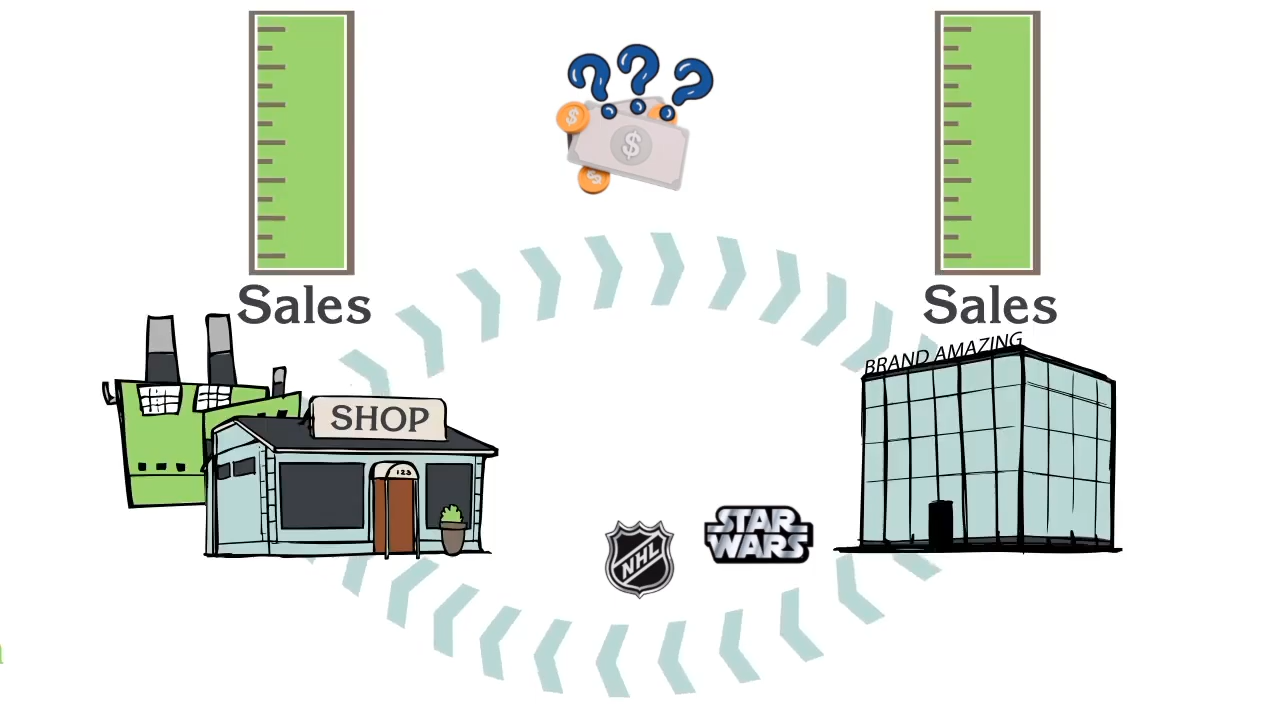 ???
$
$
$
Sales
Sales
BRAND AMAZING
SHOP
123
NHL
STAR
WARS